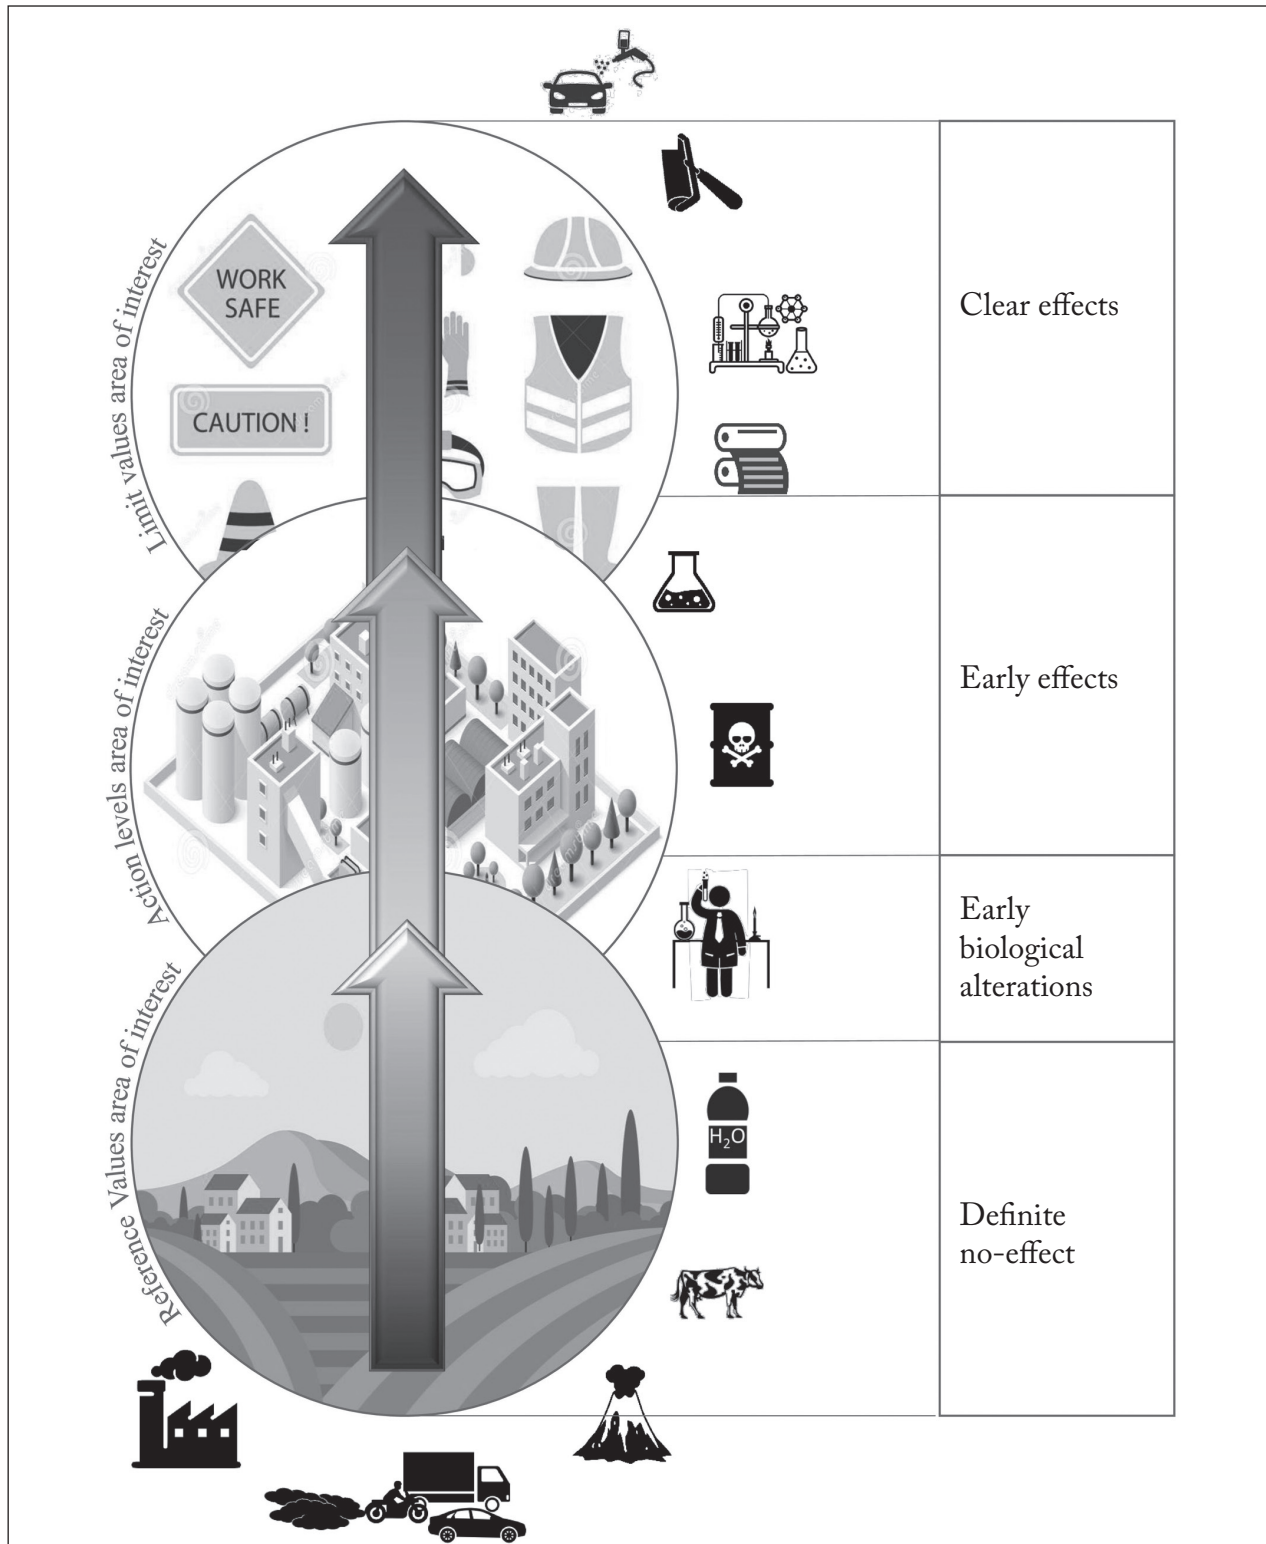 Limit values area of interest
WORK
SAFE
CAUTION !
Clear effects
Action levels area of interest
Early effects
Early
biological
alterations
Reference Values area of interest
H₂O
Definite
no-effect